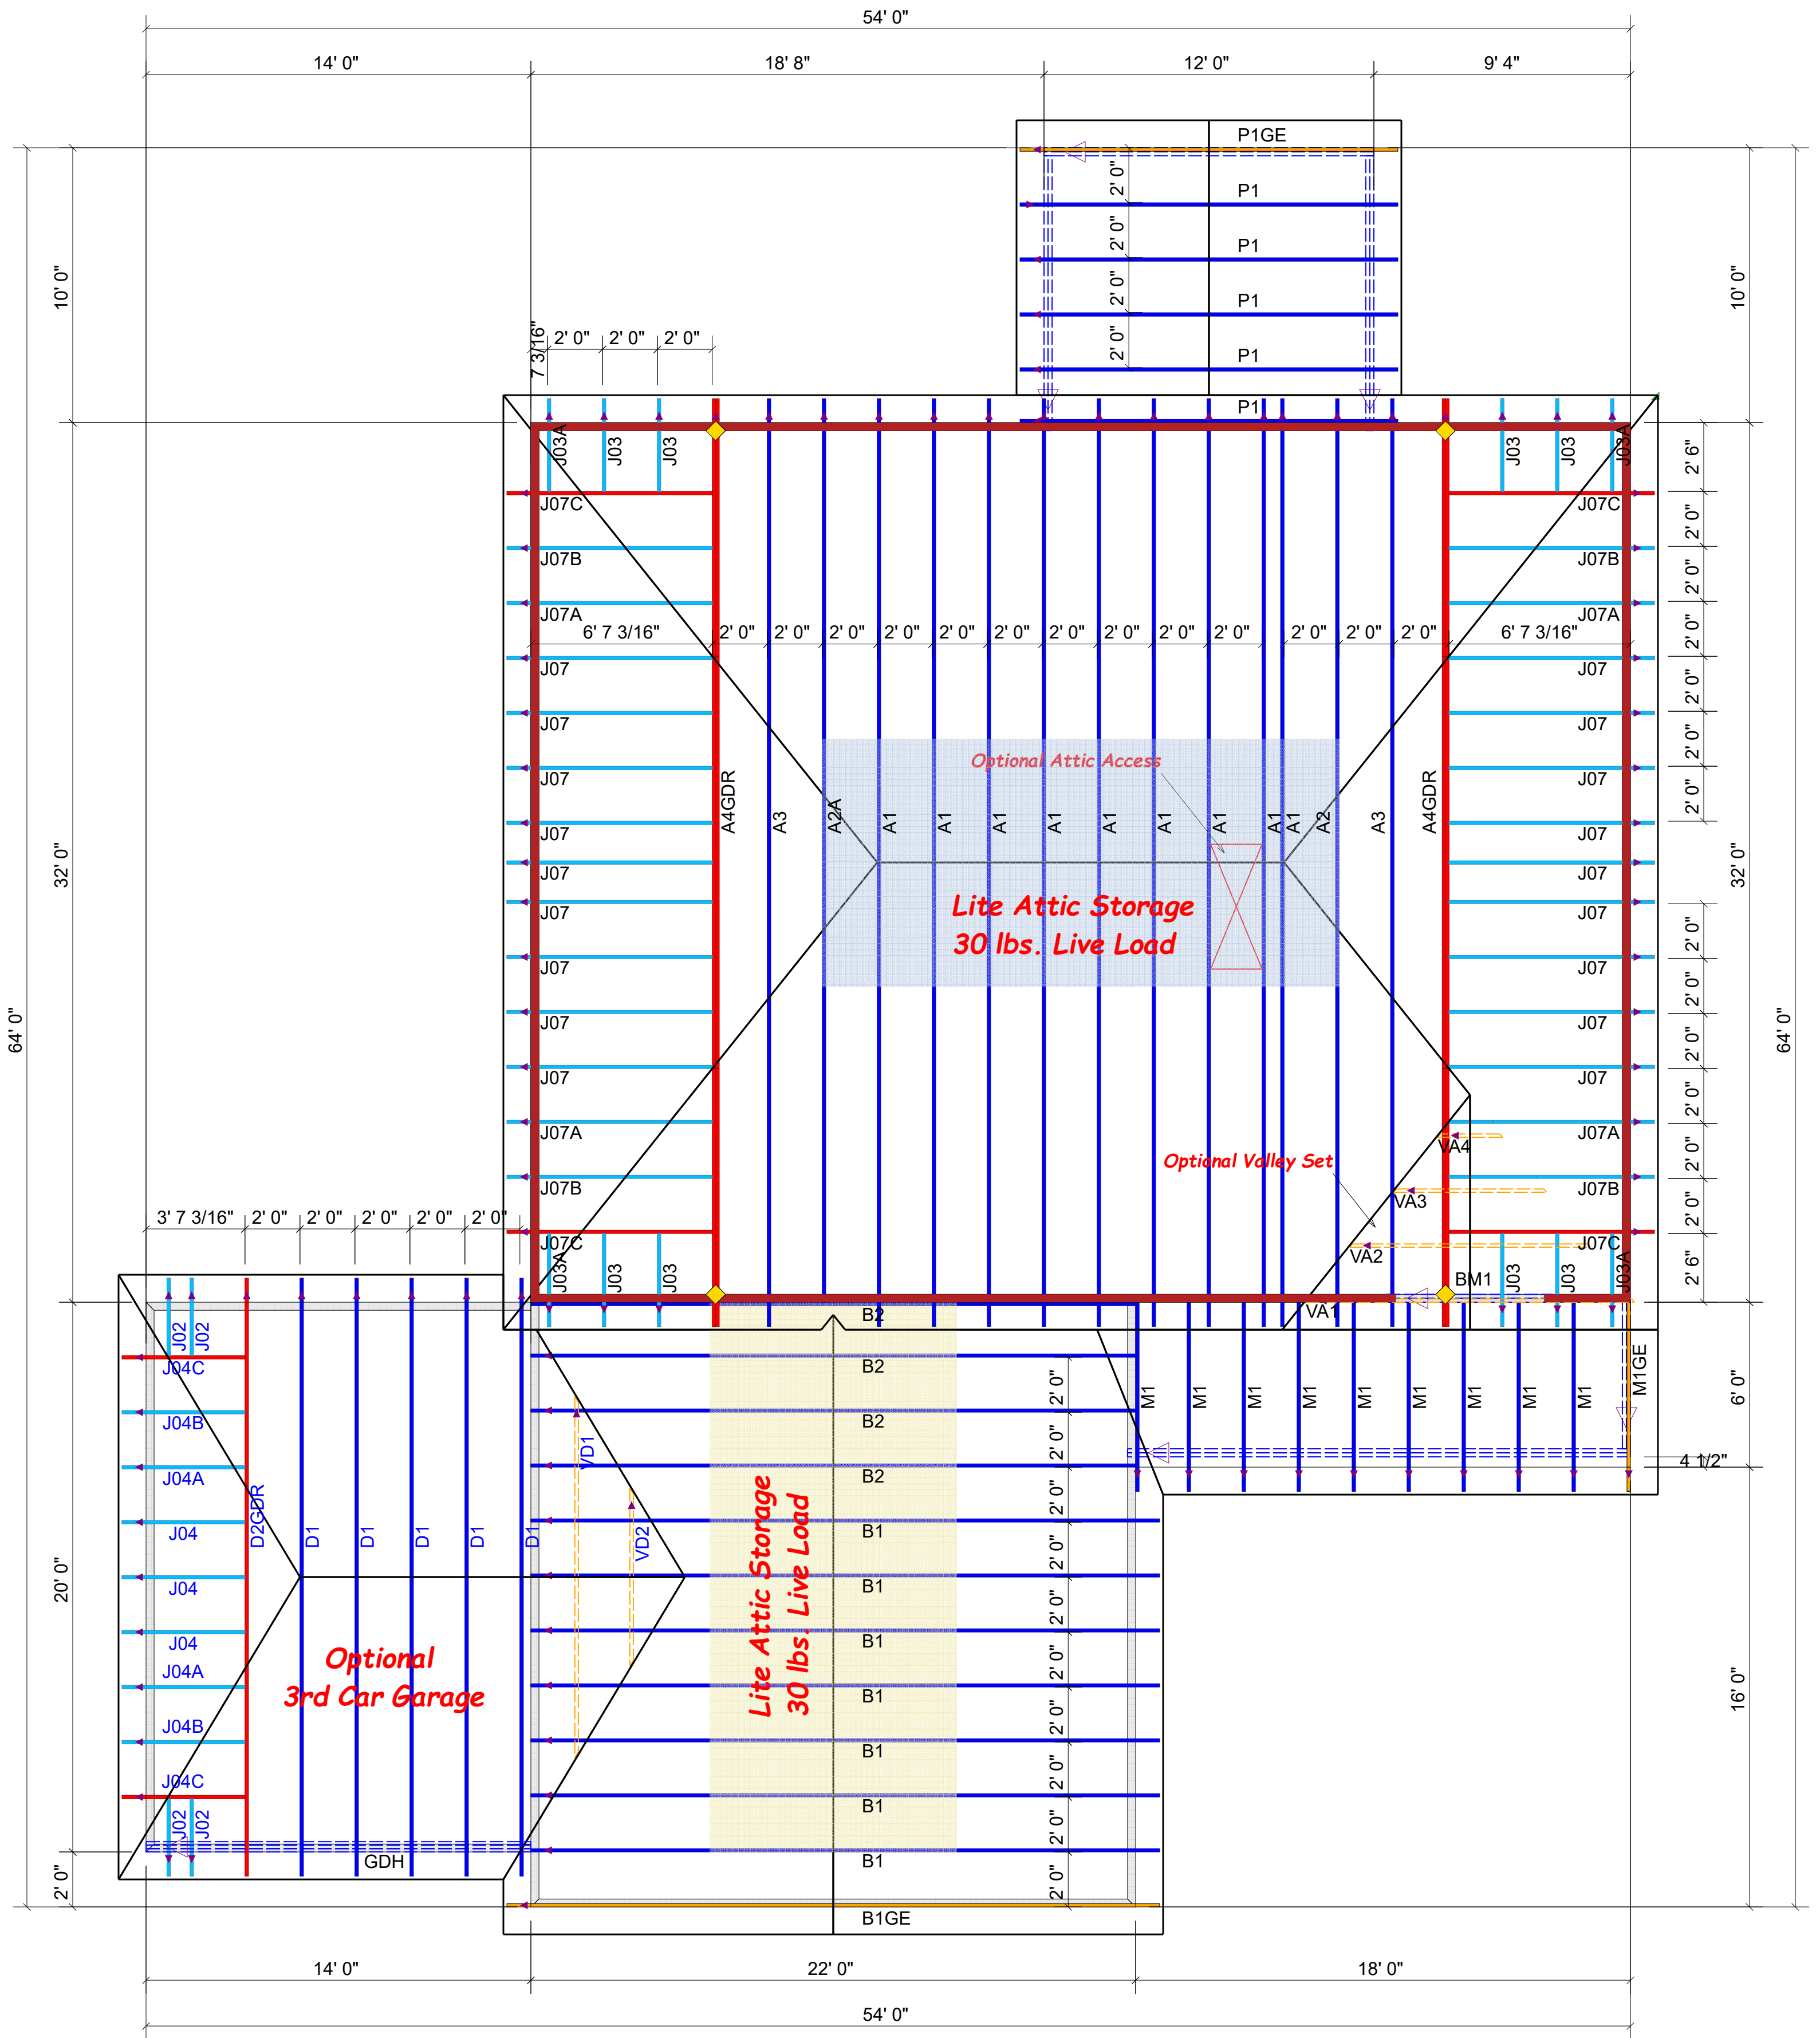 54' 0"
14' 0"
18' 8"
12' 0"
9' 4"
P1GE
2' 0"
P1
2' 0"
P1
2' 0"
P1
2' 0"
P1
P1
10' 0"
10' 0"
7 3/16"
2' 0"
2' 0"
2' 0"
J03A
J03
J03
J03
J03
J03A
2' 6"
J07C
J07C
2' 0"
J07B
J07B
2' 0"
J07A
J07A
6' 7 3/16"
2' 0"
2' 0"
2' 0"
2' 0"
2' 0"
2' 0"
2' 0"
2' 0"
2' 0"
2' 0"
2' 0"
2' 0"
2' 0"
6' 7 3/16"
2' 0"
J07
J07
2' 0"
J07
J07
2' 0"
J07
J07
2' 0"
J07
J07
Optional Attic Access
A4GDR
A3
A2A
A1
A1
A1
A1
A1
A1
A1
A1
A1
A2
A3
A4GDR
32' 0"
32' 0"
J07
J07
Lite Attic Storage
30 lbs. Live Load
J07
J07
2' 0"
J07
J07
2' 0"
J07
J07
2' 0"
J07
J07
2' 0"
J07A
J07A
VA4
Optional Valley Set
2' 0"
J07B
J07B
VA3
2' 0"
J07C
J07C
VA2
J03A
J03
J03
BM1
J03
J03
J03A
2' 6"
VA1
64' 0"
64' 0"
3' 7 3/16"
2' 0"
2' 0"
2' 0"
2' 0"
2' 0"
B2
B2
B2
B2
B1
B1
B1
B1
B1
B1
B1
B1GE
2' 0"
2' 0"
2' 0"
2' 0"
2' 0"
2' 0"
2' 0"
2' 0"
2' 0"
2' 0"
M1
M1
M1
M1
M1
M1
M1
M1
M1
M1GE
6' 0"
4 1/2"
16' 0"
J02
J02
J04C
J04B
J04A
J04
J04
J04
J04A
J04B
J04C
J02
J02
D2GDR
D1
D1
D1
D1
D1
VD1
VD2
Lite Attic Storage
30 lbs. Live Load
Optional
3rd Car Garage
GDH
20' 0"
2' 0"
14' 0"
22' 0"
18' 0"
54' 0"